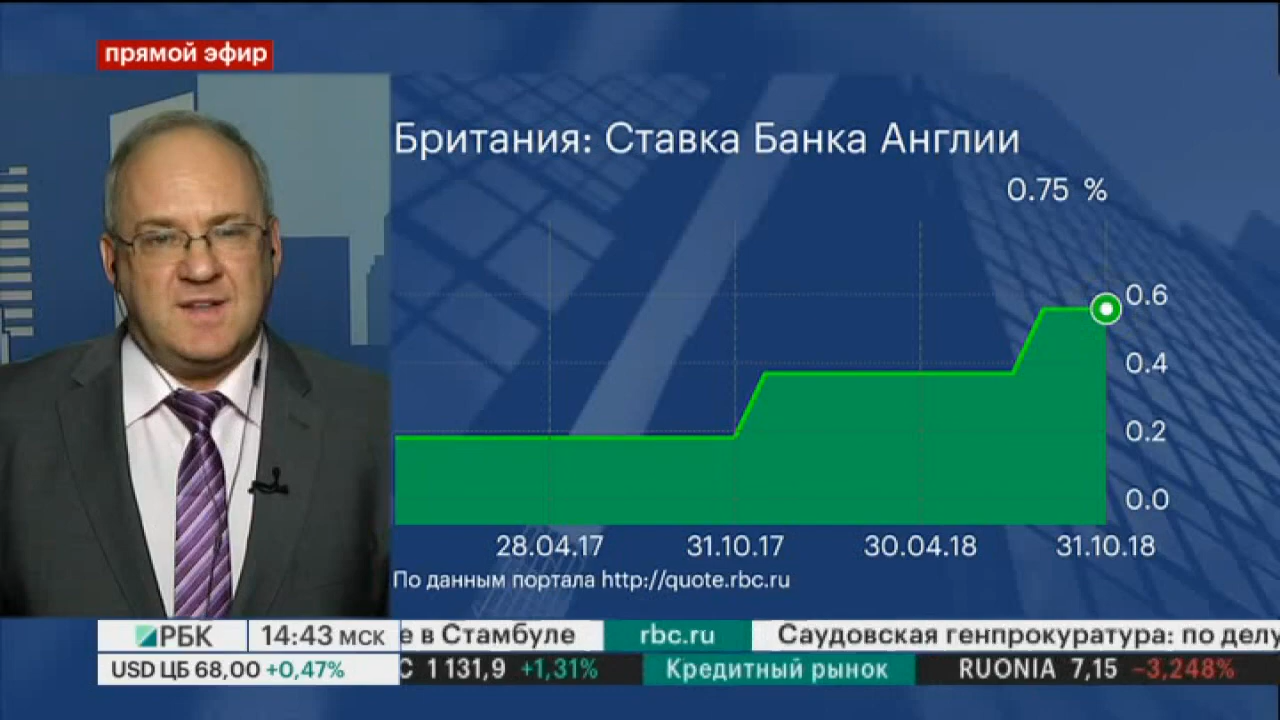 прямой эфир
Британия: Ставка Банка Англии
0.75 %
0.6
0.4
0.2
0.0
28.04.17 31.10.17 30.04.18 31.10.18
По данным портала http://quote.rbc.ru
РБК 14:43 МСК е в Стамбуле rbc.ru Саудовская генпрокуратура: по делу
USD ЦБ 68,00 +0,47% С 1 131,9 +1,31% Кредитный рынок RUONIA 7,15 −3,248%